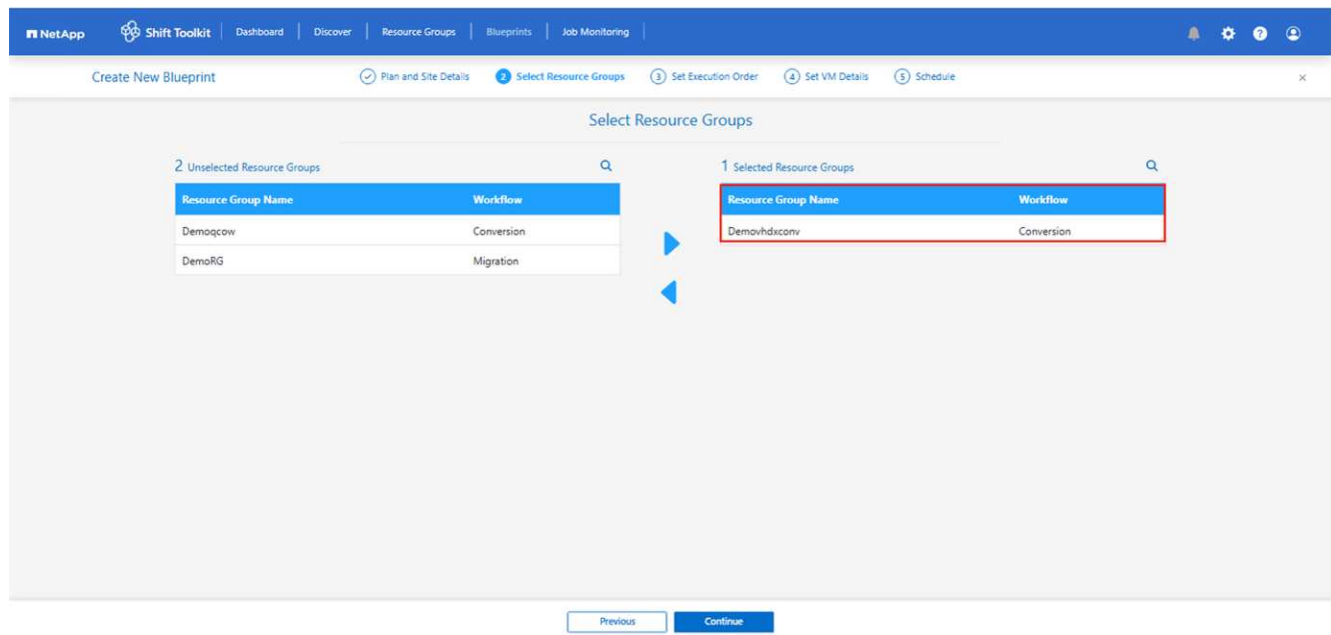 NetApp Shift Toolkit Dashboard Discover Resource Groups Blueprints Job Monitoring
Create New Blueprint Plan and Site Details 2 Select Resource Groups 3 Set Execution Order 4 Set VM Details 5 Schedule
Select Resource Groups
2 Unselected Resource Groups
Resource Group Name Workflow
Demoqcow Conversion
DemoRG Migration
1 Selected Resource Groups
Resource Group Name Workflow
Demovhdxconv Conversion
Previous Continue